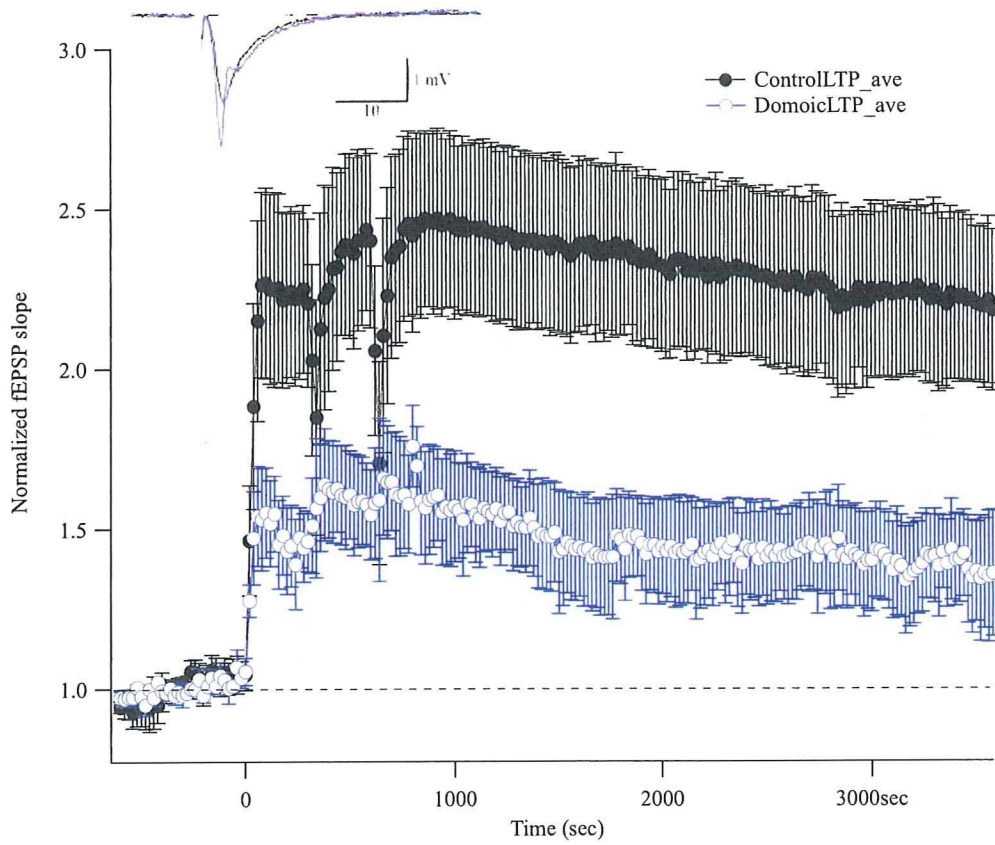 1 mV
10
ControlLTP_ave
DomoicLTP_ave
3.0
2.5
2.0
1.5
1.0
Normalized fEPSP slope
0
1000
2000
3000sec
Time (sec)